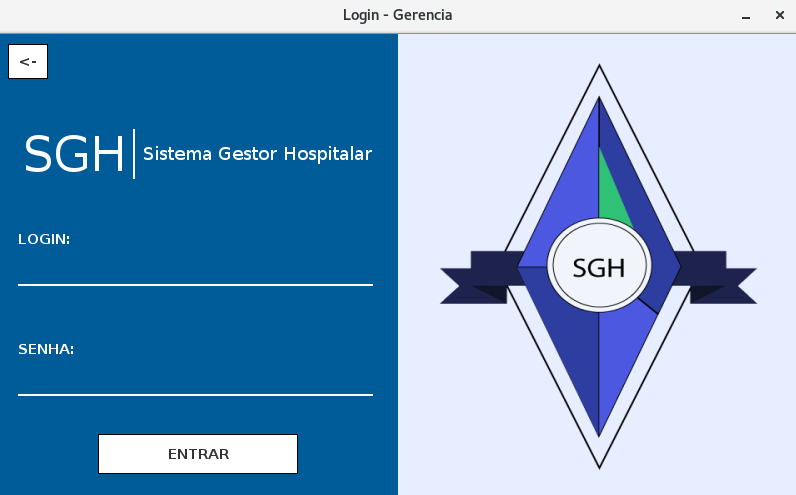 Login - Gerencia
<-
SGH
Sistema Gestor Hospitalar
LOGIN:
SENHA:
ENTRAR
SGH